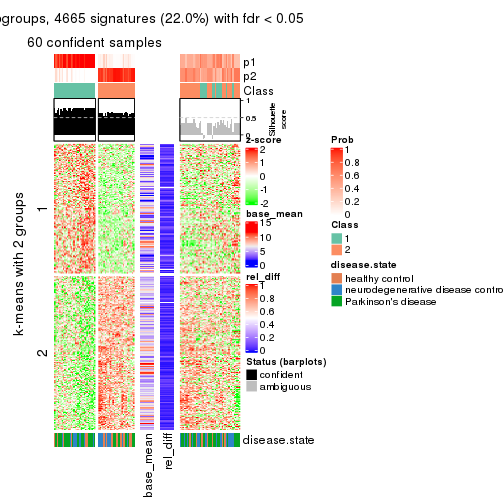 ogroups, 4665 signatures (22.0%) with fdr < 0.05
60 confident samples
p1
p2
Class
1
0.5
0
Silhouette
score
k-means with 2 groups
1
2
base_mean
rel_diff
disease.state
z-score
2
1
0
-1
-2
base_mean
15
10
5
0
rel_diff
1
0.8
0.6
0.4
0.2
0
Status (barplots)
confident
ambiguous
Prob
1
0.8
0.6
0.4
0.2
0
Class
1
2
disease.state
healthy control
neurodegenerative disease contro
Parkinson's disease